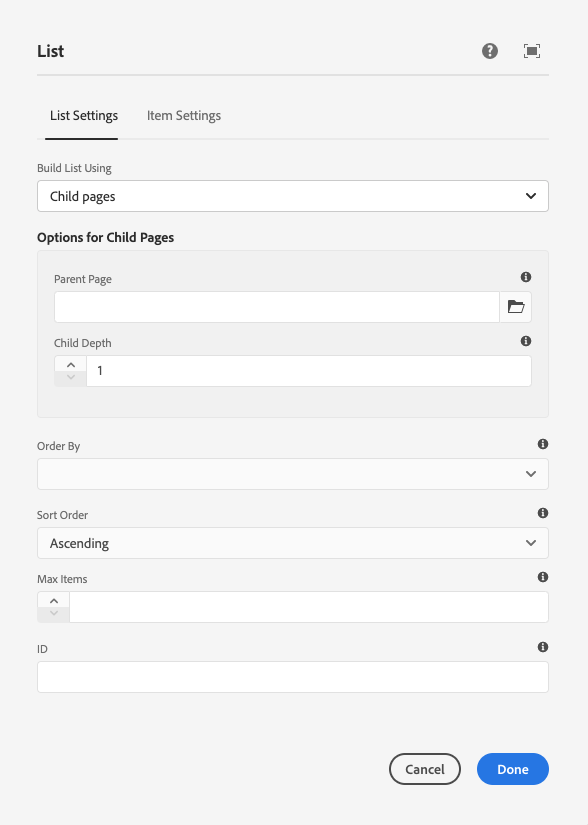 List
List Settings Item Settings
Build List Using
Child pages
Options for Child Pages
Parent Page
Child Depth
1
Order By
Sort Order
Ascending
Max Items
ID
Cancel Done